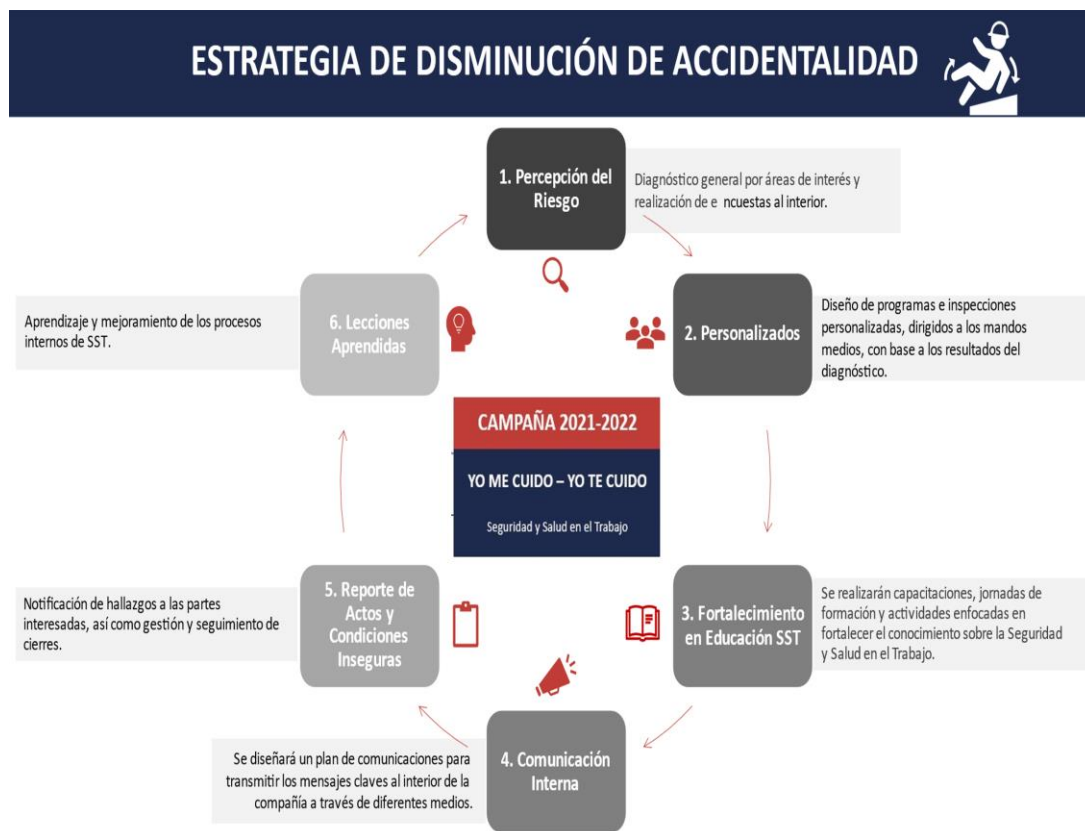 ESTRATEGIA DE DISMINUCIÓN DE ACCIDENTALIDAD
1. Percepción del
Riesgo
Diagnóstico general por áreas de interés y
realización de e ncuestas al interior.
2. Personalizados
Diseño de programas e inspecciones
personalizadas, dirigidos a los mandos
medios, con base a los resultados del
diagnóstico.
3. Fortalecimiento
en Educación SST
Se realizarán capacitaciones, jornadas de
formación y actividades enfocadas en
fortalecer el conocimiento sobre la Seguridad
y Salud en el Trabajo.
4. Comunicación
Interna
Se diseñará un plan de comunicaciones para
transmitir los mensajes claves al interior de la
compañía a través de diferentes medios.
5. Reporte de
Actos y
Condiciones
Inseguras
Notificación de hallazgos a las partes
interesadas, así como gestión y seguimiento de
cierres.
6. Lecciones
Aprendidas
Aprendizaje y mejoramiento de los procesos
internos de SST.
CAMPAÑA 2021-2022
YO ME CUIDO – YO TE CUIDO
Seguridad y Salud en el Trabajo